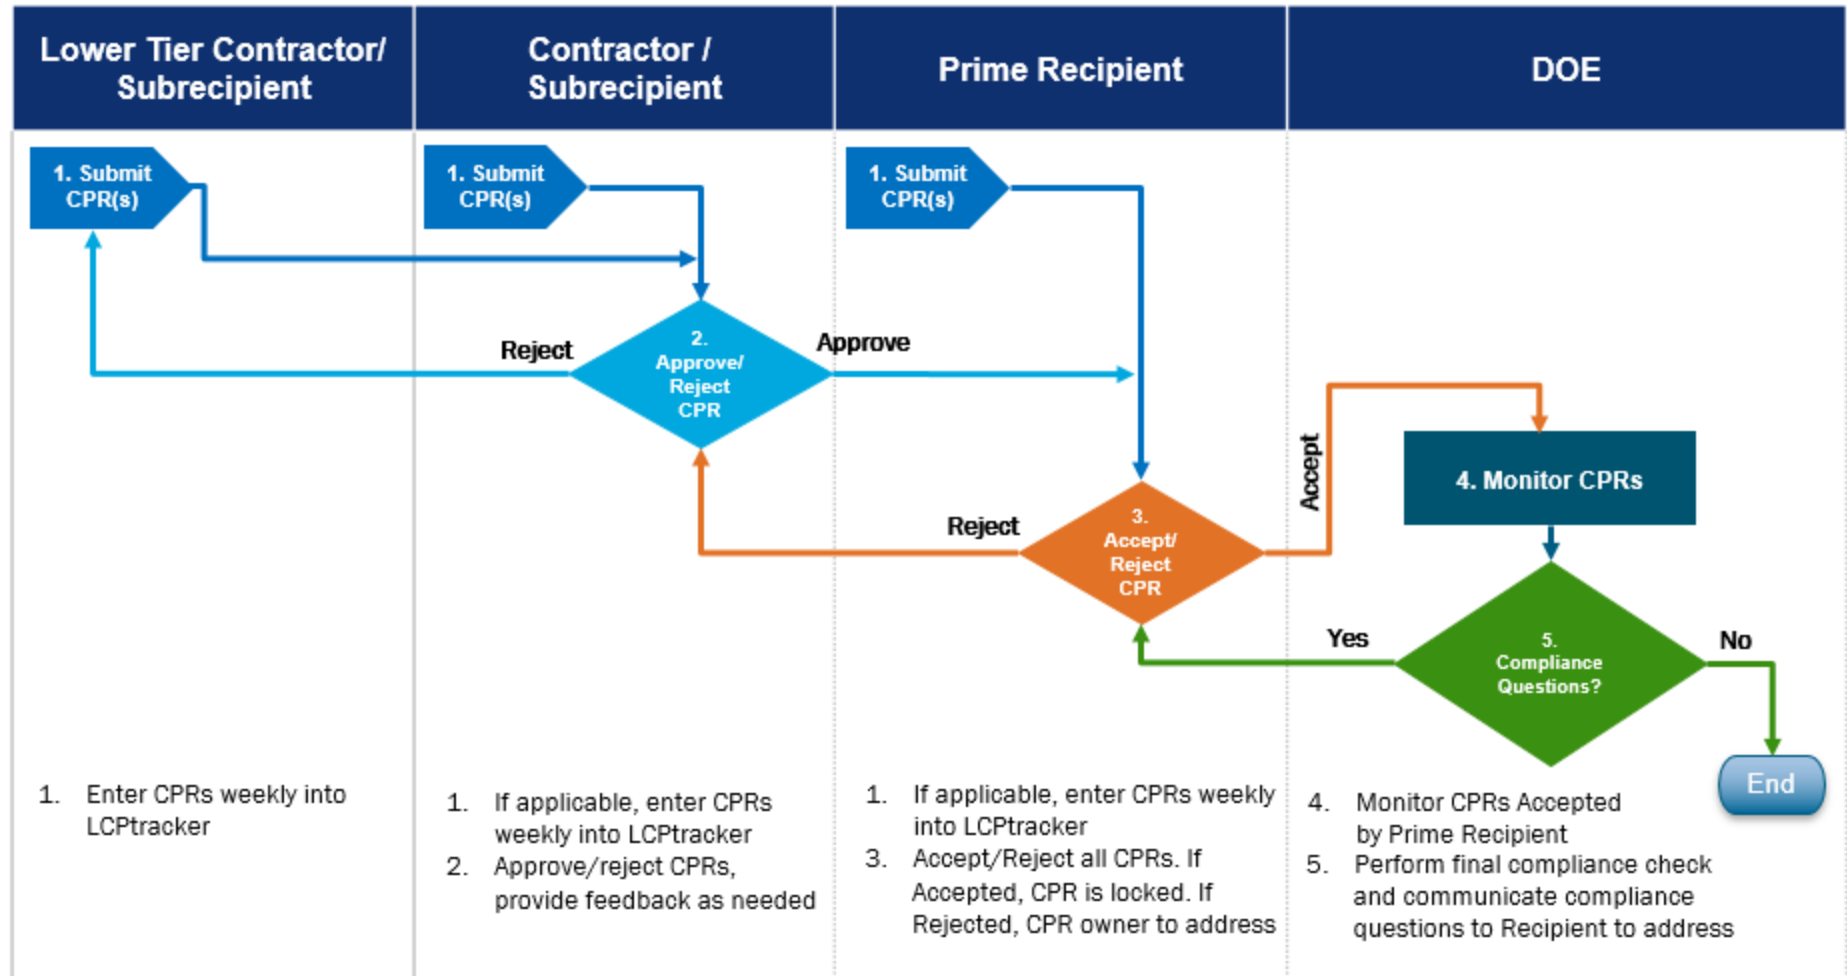 Lower Tier Contractor/
Subrecipient
Contractor /
Subrecipient
Prime Recipient
DOE
1. Submit
CPR(s)
1. Submit
CPR(s)
1. Submit
CPR(s)
Reject
2.
Approve/
Reject
CPR
Approve
Reject
3.
Accept/
Reject
CPR
Accept
4. Monitor CPRs
Yes
5.
Compliance
Questions?
No
End
1. Enter CPRs weekly into
LCPtracker
1. If applicable, enter CPRs
weekly into LCPtracker
2. Approve/reject CPRs,
provide feedback as needed
1. If applicable, enter CPRs weekly
into LCPtracker
3. Accept/Reject all CPRs. If
Accepted, CPR is locked. If
Rejected, CPR owner to address
4. Monitor CPRs Accepted
by Prime Recipient
5. Perform final compliance check
and communicate compliance
questions to Recipient to address